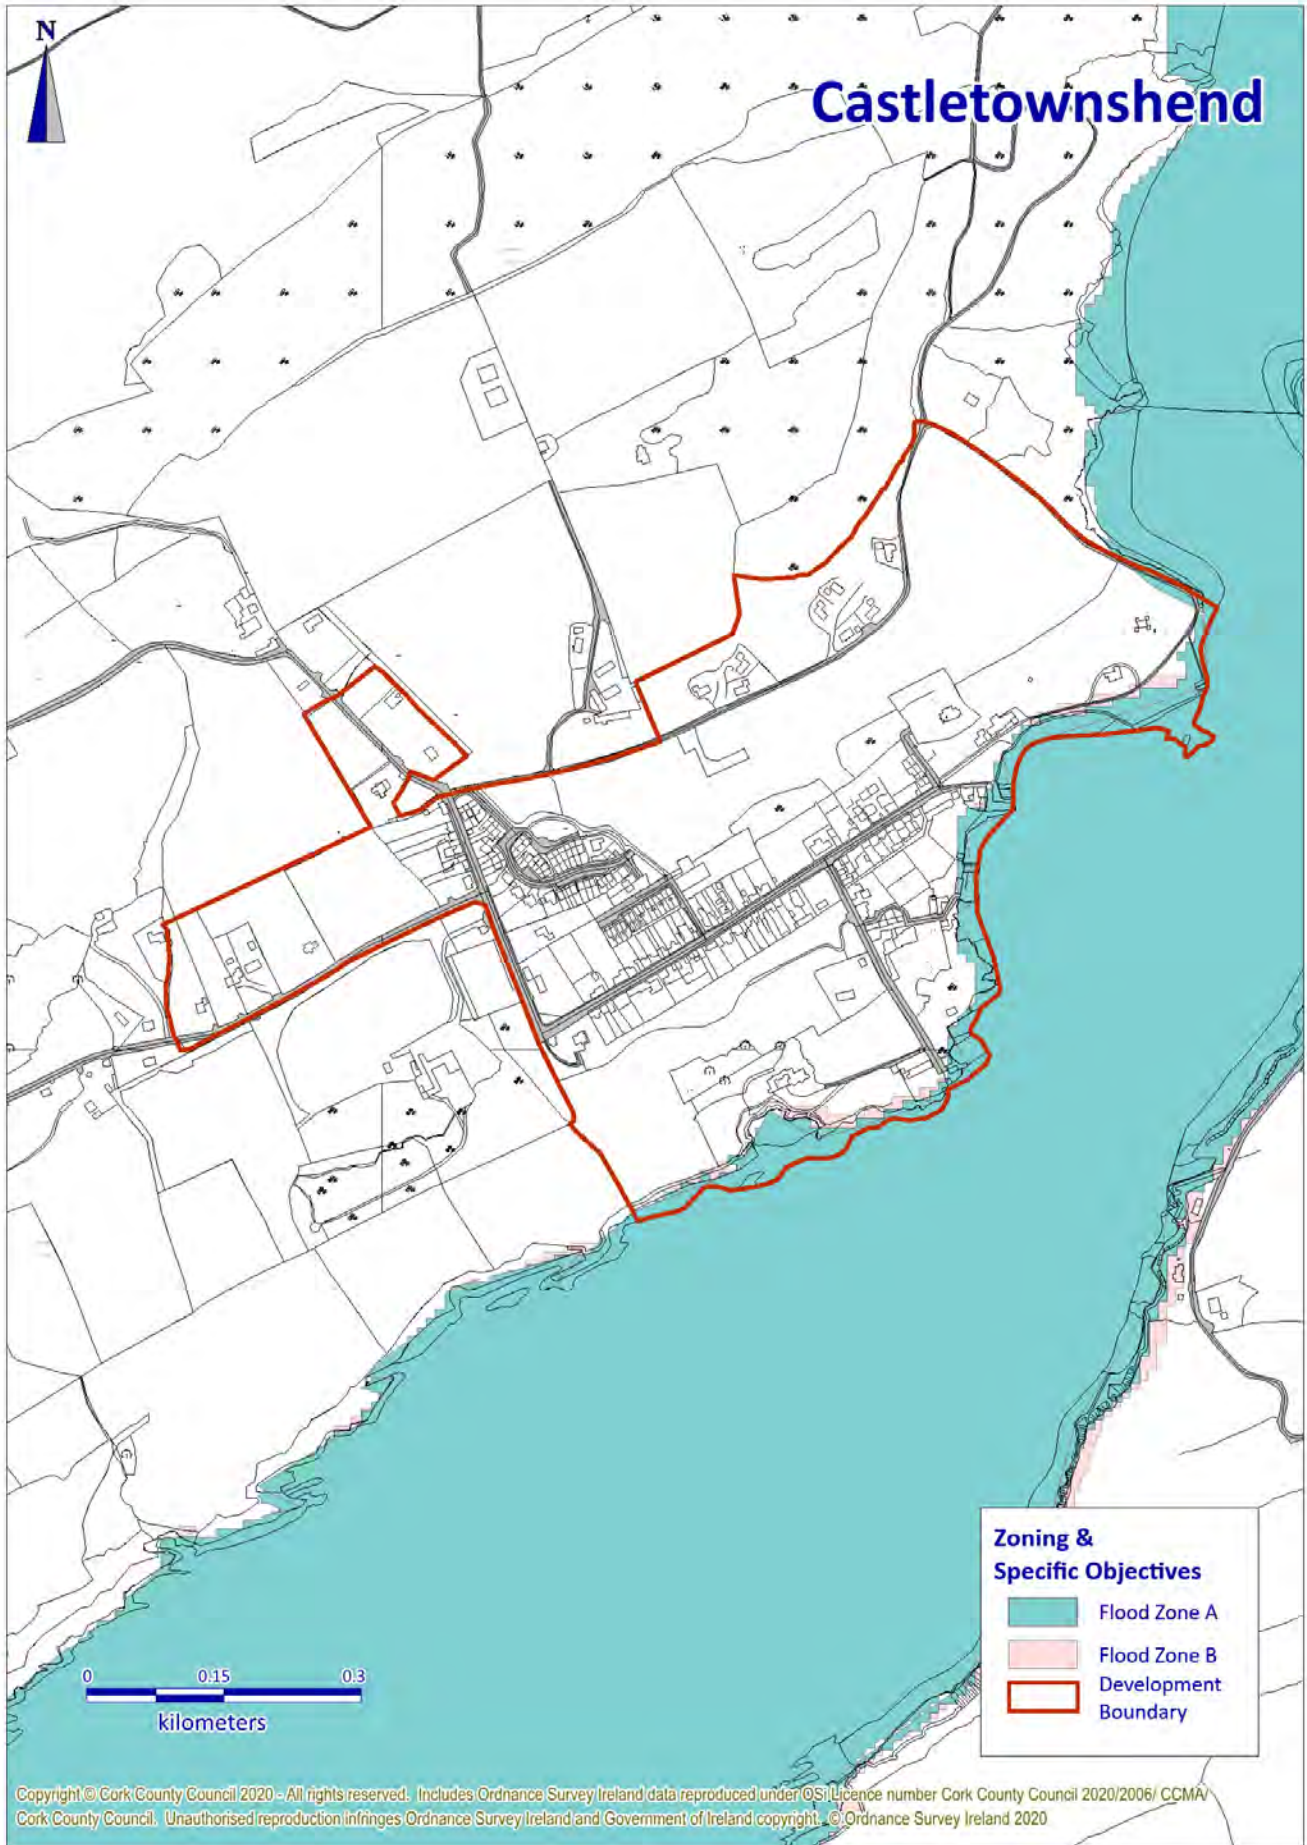 N
Castletownshend
Zoning &
Specific Objectives
Flood Zone A
Flood Zone B
Development
Boundary
0 0.15 0.3
kilometers
Copyright © Cork County Council 2020 - All rights reserved. Includes Ordnance Survey Ireland data reproduced under OSi Licence number Cork County Council 2020/2006/ CCMA/
Cork County Council. Unauthorised reproduction infringes Ordnance Survey Ireland and Government of Ireland copyright. © Ordnance Survey Ireland 2020